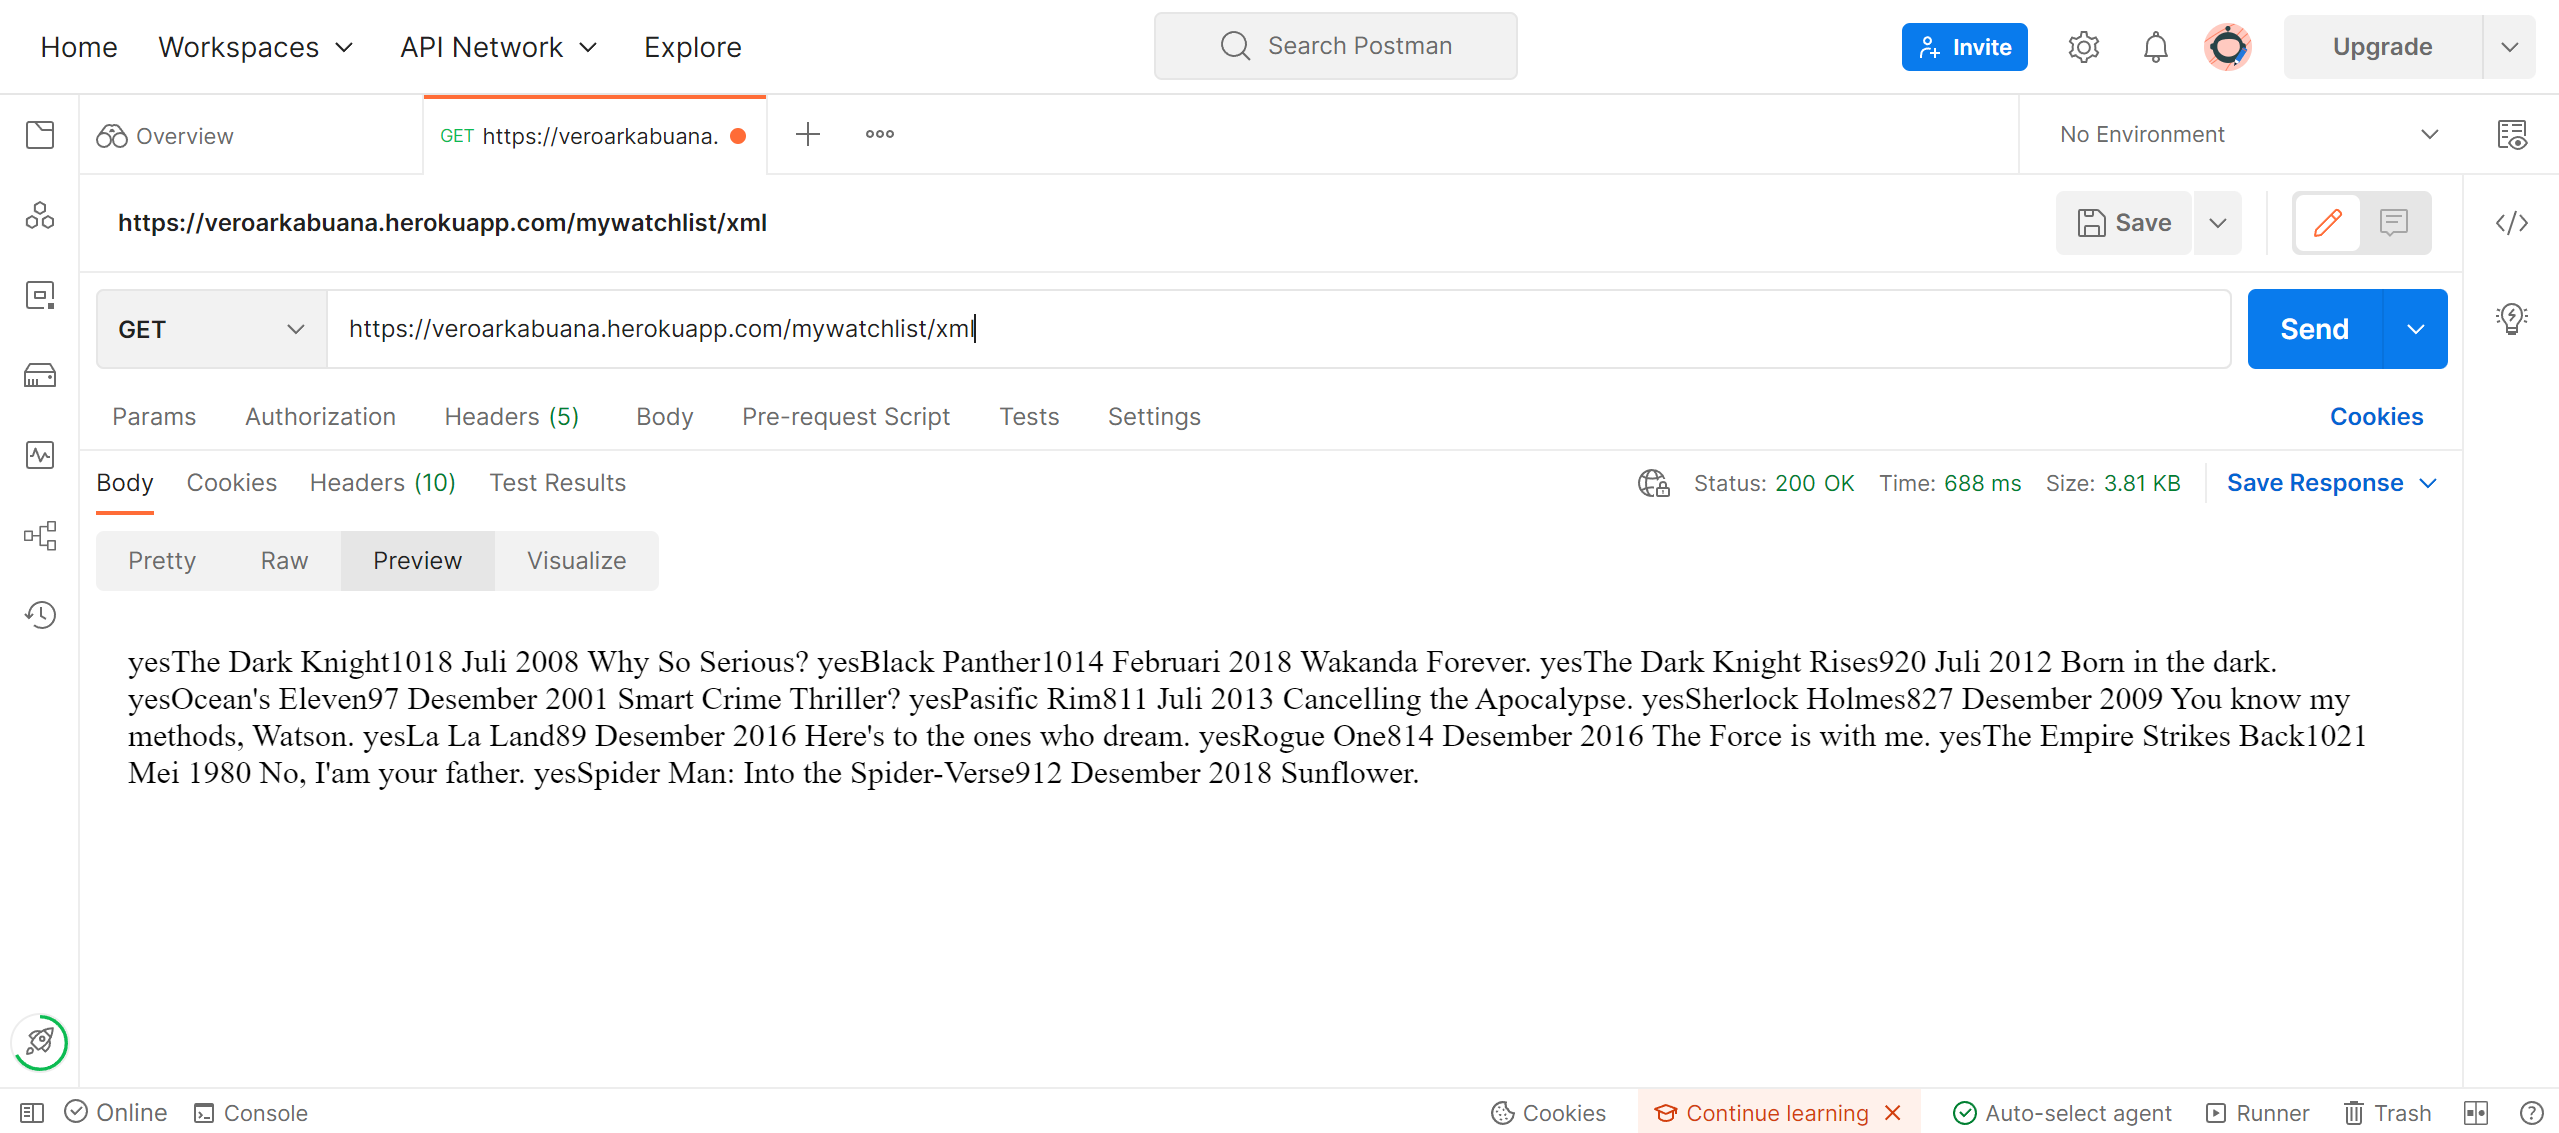 Home Workspaces API Network Explore Search Postman Invite Upgrade
Overview GET https://veroarkabuana. No Environment
https://veroarkabuana.herokuapp.com/mywatchlist/xml Save
GET https://veroarkabuana.herokuapp.com/mywatchlist/xml Send
Params Authorization Headers (5) Body Pre-request Script Tests Settings Cookies
Body Cookies Headers (10) Test Results Status: 200 OK Time: 688 ms Size: 3.81 KB Save Response
Pretty Raw Preview Visualize
yesThe Dark Knight1018 Juli 2008 Why So Serious? yesBlack Panther1014 Februari 2018 Wakanda Forever. yesThe Dark Knight Rises920 Juli 2012 Born in the dark.
yesOcean's Eleven97 Desember 2001 Smart Crime Thriller? yesPasific Rim811 Juli 2013 Cancelling the Apocalypse. yesSherlock Holmes827 Desember 2009 You know my
methods, Watson. yesLa La Land89 Desember 2016 Here's to the ones who dream. yesRogue One814 Desember 2016 The Force is with me. yesThe Empire Strikes Back1021
Mei 1980 No, I'am your father. yesSpider Man: Into the Spider-Verse912 Desember 2018 Sunflower.
Online Console Cookies Continue learning Auto-select agent Runner Trash